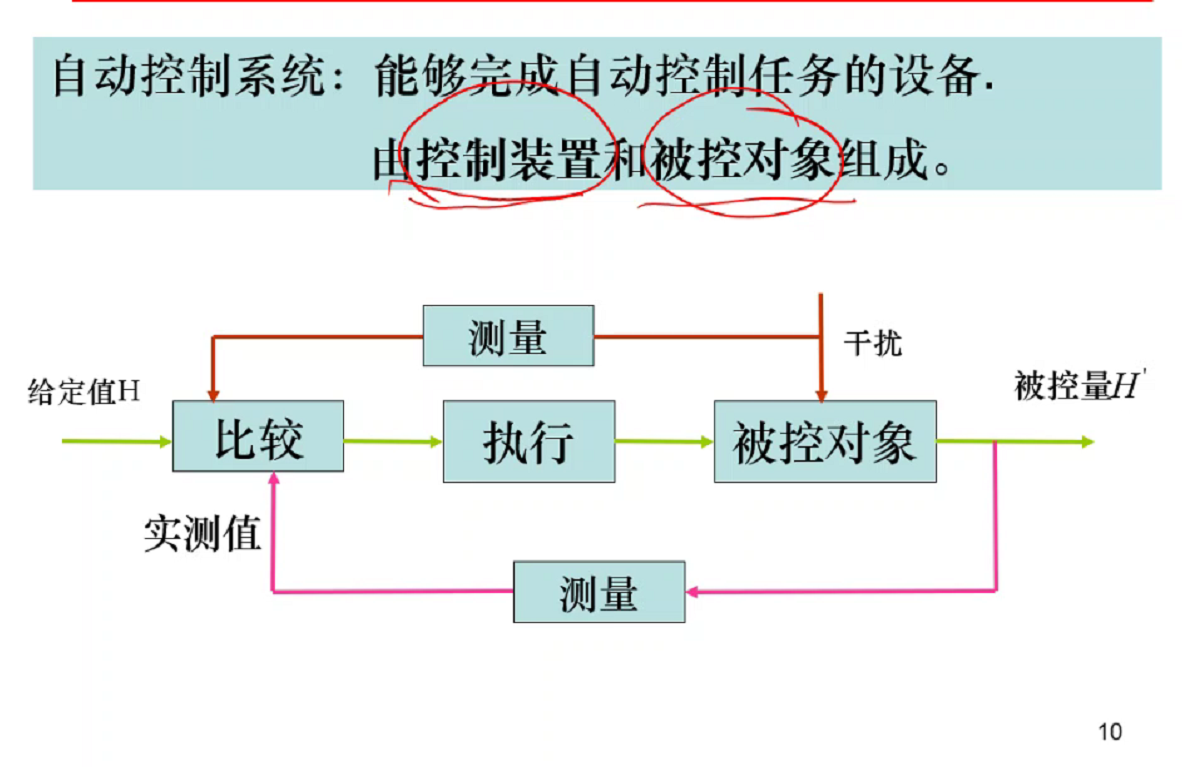 自动控制系统：能够完成自动控制任务的设备.
由控制装置和被控对象组成。
测量
干扰
给定值H
被控量H'
比较
执行
被控对象
实测值
测量
10